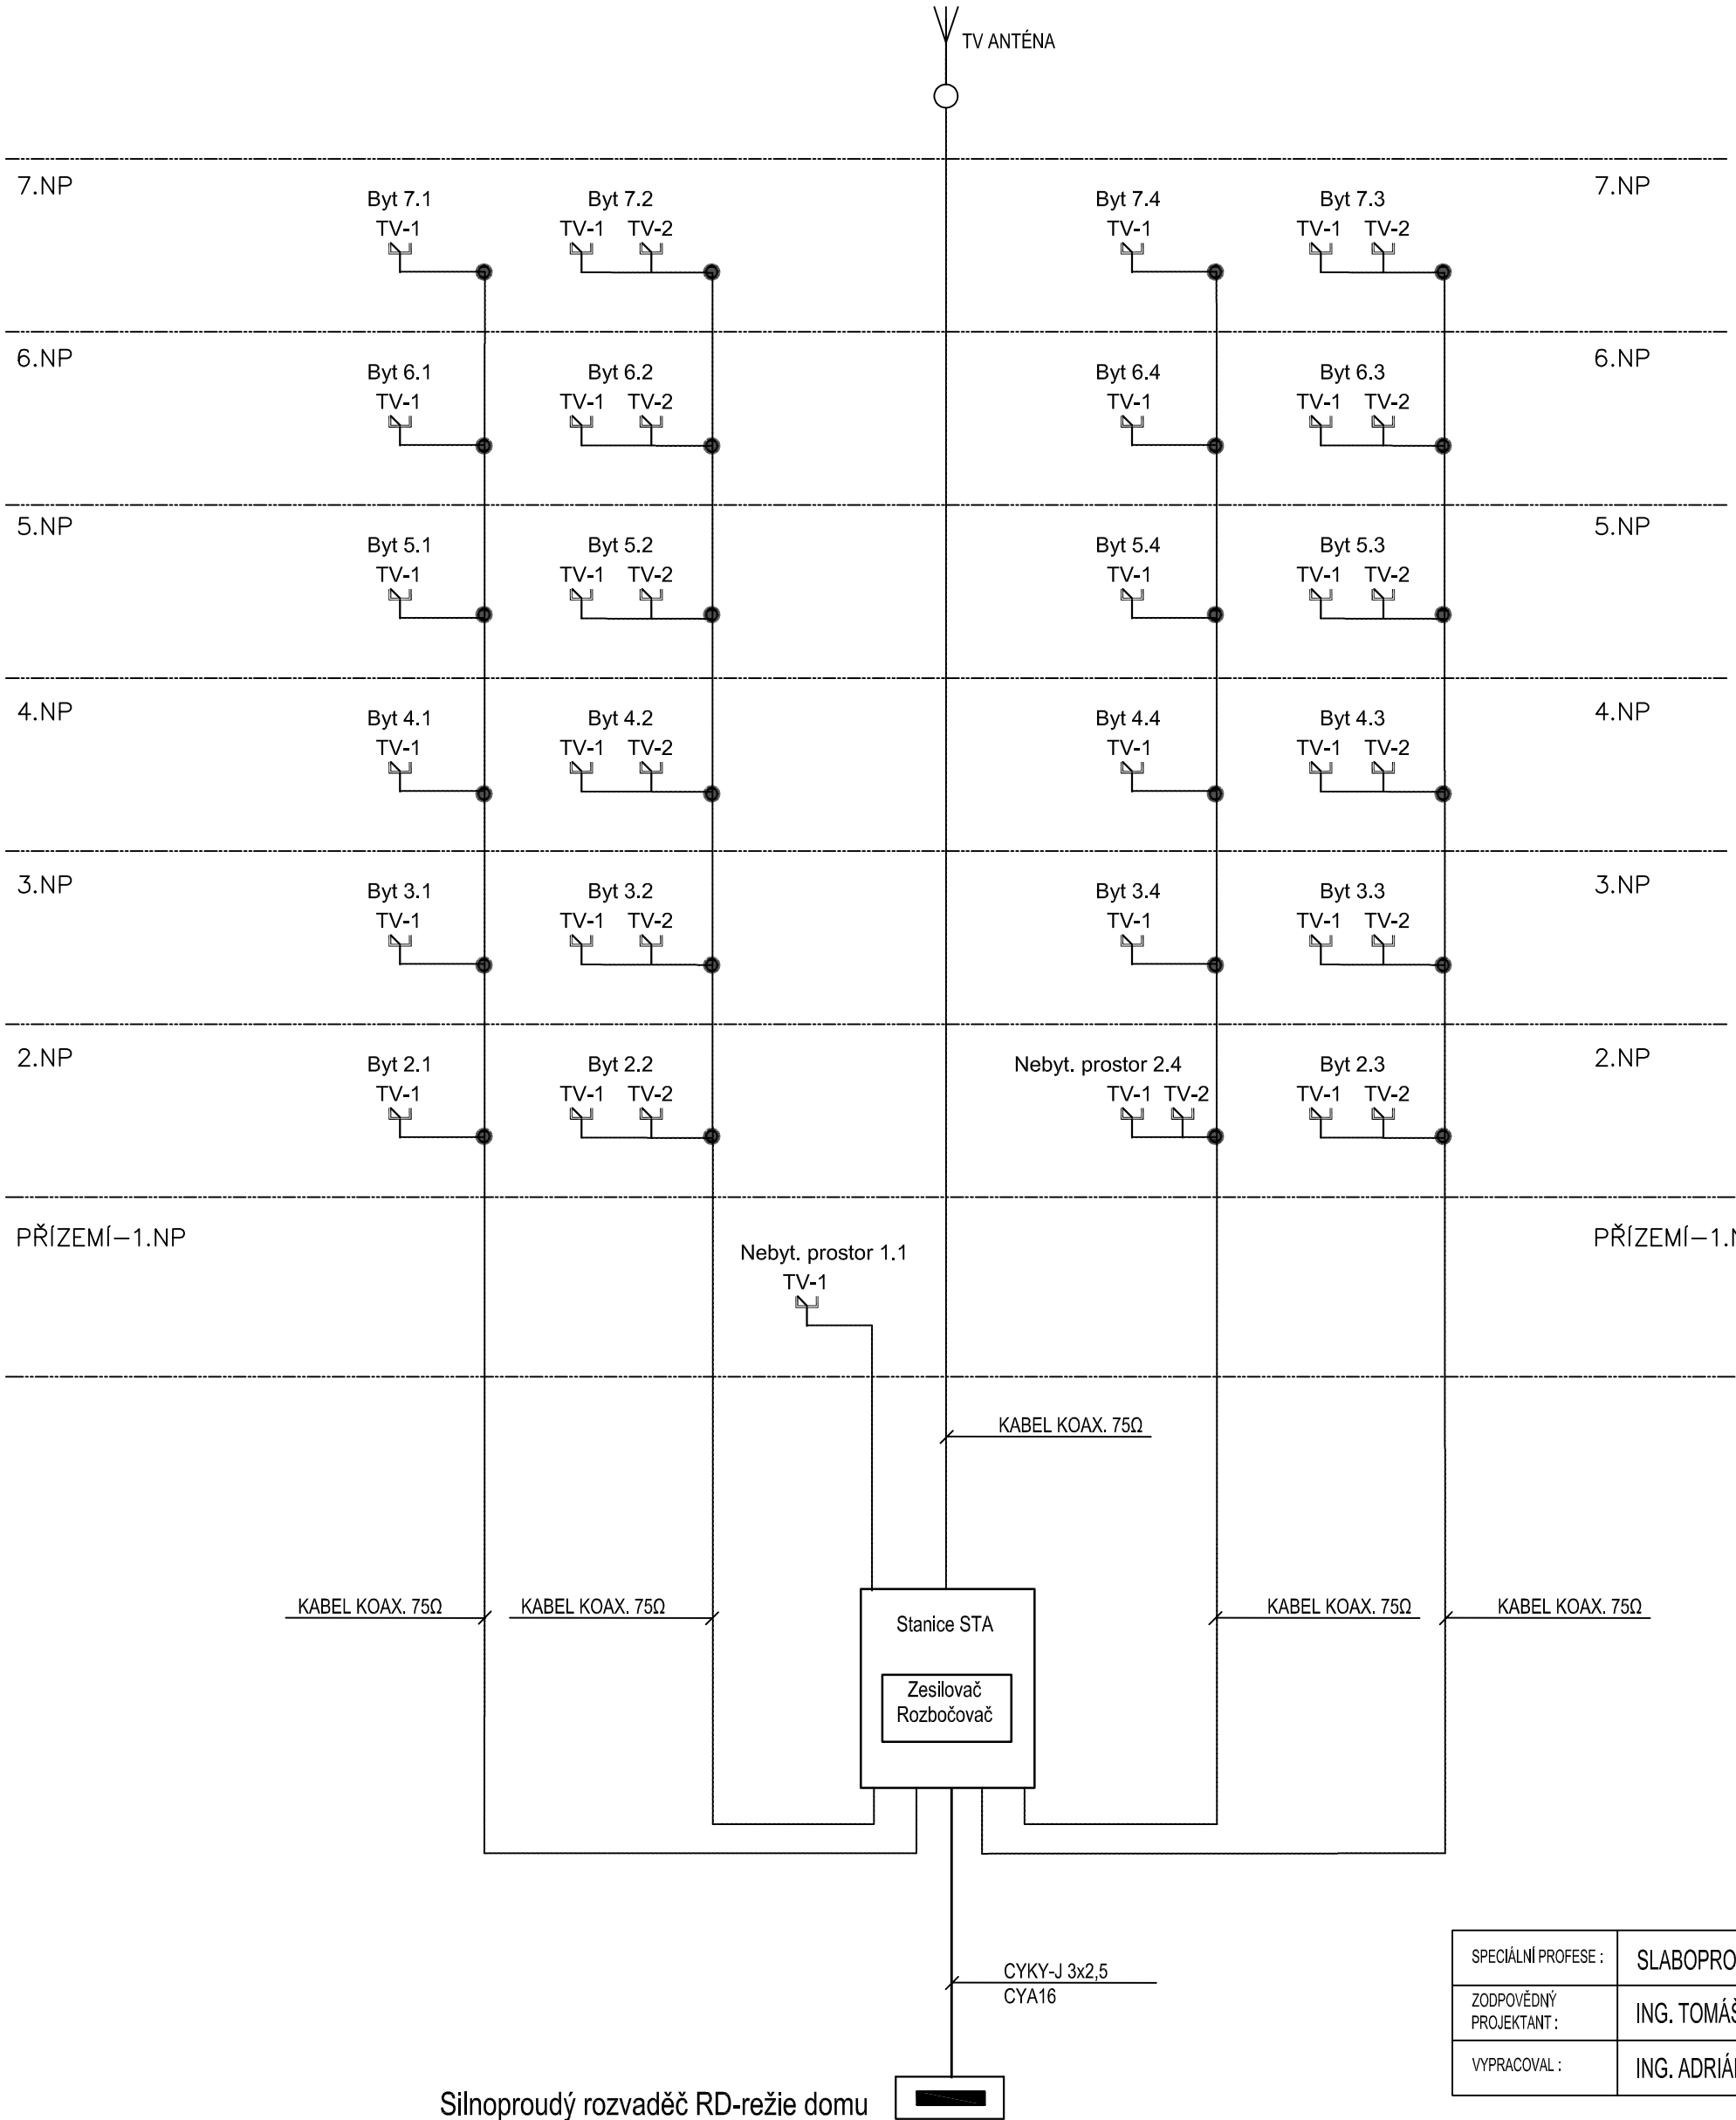 TV ANTÉNA
7.NP
7.NP
Byt 7.1
Byt 7.2
Byt 7.4
Byt 7.3
TV-1
TV-1 TV-2
TV-1
TV-1 TV-2
6.NP
6.NP
Byt 6.1
Byt 6.2
Byt 6.4
Byt 6.3
TV-1
TV-1 TV-2
TV-1
TV-1 TV-2
5.NP
5.NP
Byt 5.1
Byt 5.2
Byt 5.4
Byt 5.3
TV-1
TV-1 TV-2
TV-1
TV-1 TV-2
4.NP
4.NP
Byt 4.1
Byt 4.2
Byt 4.4
Byt 4.3
TV-1
TV-1 TV-2
TV-1
TV-1 TV-2
3.NP
3.NP
Byt 3.1
Byt 3.2
Byt 3.4
Byt 3.3
TV-1
TV-1 TV-2
TV-1
TV-1 TV-2
2.NP
2.NP
Byt 2.1
Byt 2.2
Nebyt. prostor 2.4
Byt 2.3
TV-1
TV-1 TV-2
TV-1 TV-2
TV-1 TV-2
PŘÍZEMÍ-1.NP
PŘÍZEMÍ-1.
Nebyt. prostor 1.1
TV-1
KABEL KOAX. 75Ω
KABEL KOAX. 75Ω
KABEL KOAX. 75Ω
KABEL KOAX. 75Ω
KABEL KOAX. 75Ω
Stanice STA
Zesilovač
Rozbočovač
CYKY-J 3x2,5
CYA16
Silnoproudý rozvaděč RD-režie domu
SPECIÁLNÍ PROFESE : SLABOPRO
ZODPOVĚDNÝ
PROJEKTANT : ING. TOMÁŠ
VYPRACOVAL : ING. ADRIÁ